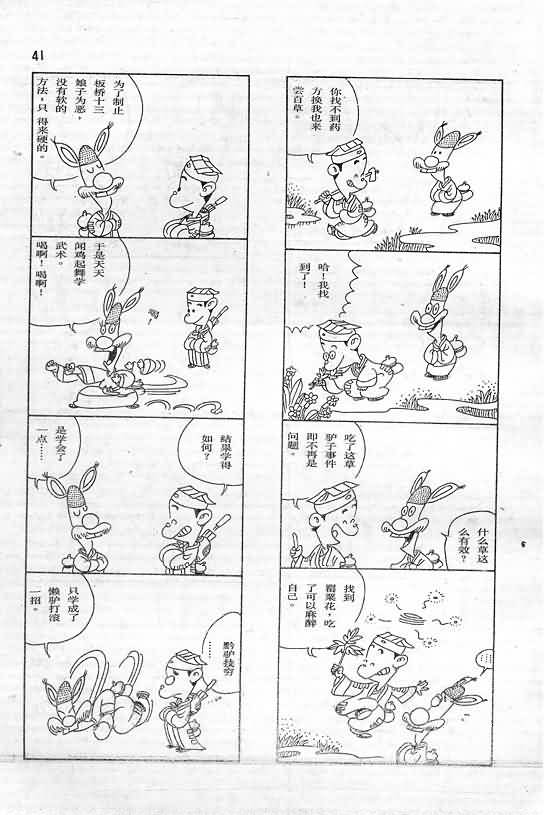 41
你找不到药
方换我也来
尝百草。
哈！我找
到了！
什么草这
么有效？
吃了这草
驴子事件
即不再是
问题。
……
找到
罂粟花，吃
了可以麻醉
自己。
为了制止
板桥十三
娘子为恶，
没有软的
方法，只得来硬的。
于是天天
闻鸡起舞学
武术。
喝啊！喝啊！
喝！
结果学得
如何？
是学会了
一点……
只学成了
懒驴打滚
一招。
……黔驴技穷